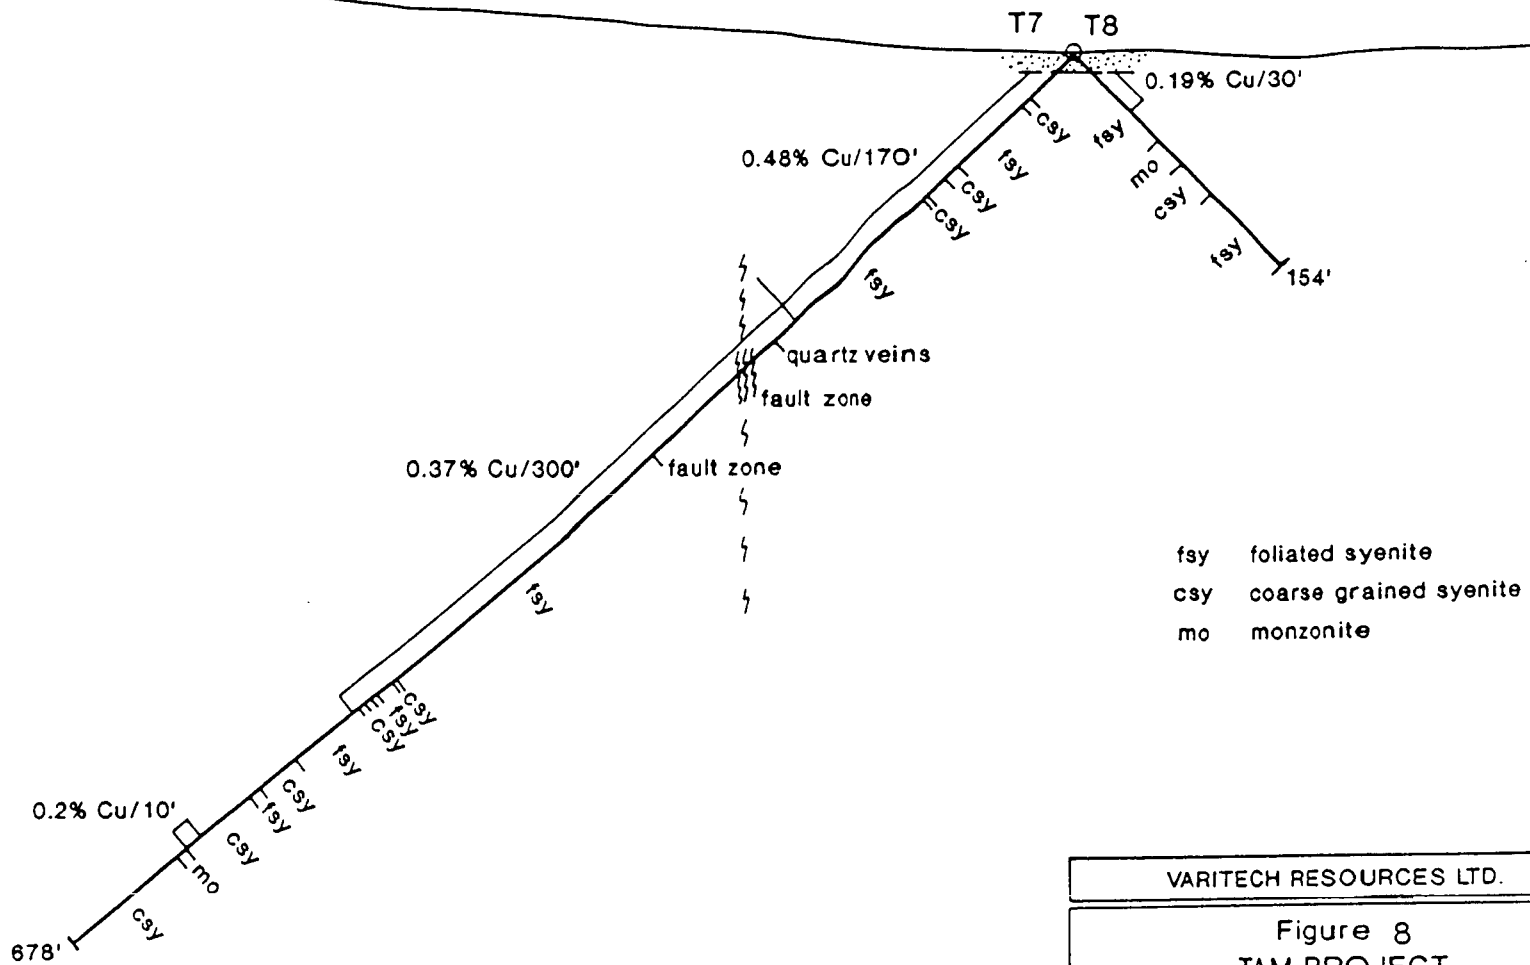 T7 T8
0.19% Cu/30'
csy
fsy
0.48% Cu/170'
fsy
mo
csy
csy
csy
fsy
fsy
154'
quartz veins
fault zone
0.37% Cu/300'
fault zone
fsy foliated syenite
csy coarse grained syenite
mo monzonite
fsy
csy
fsy
csy
fsy
csy
fsy
0.2% Cu/10'
csy
mo
csy
678'
VARITECH RESOURCES LTD.
Figure 8
TAM PROJECT